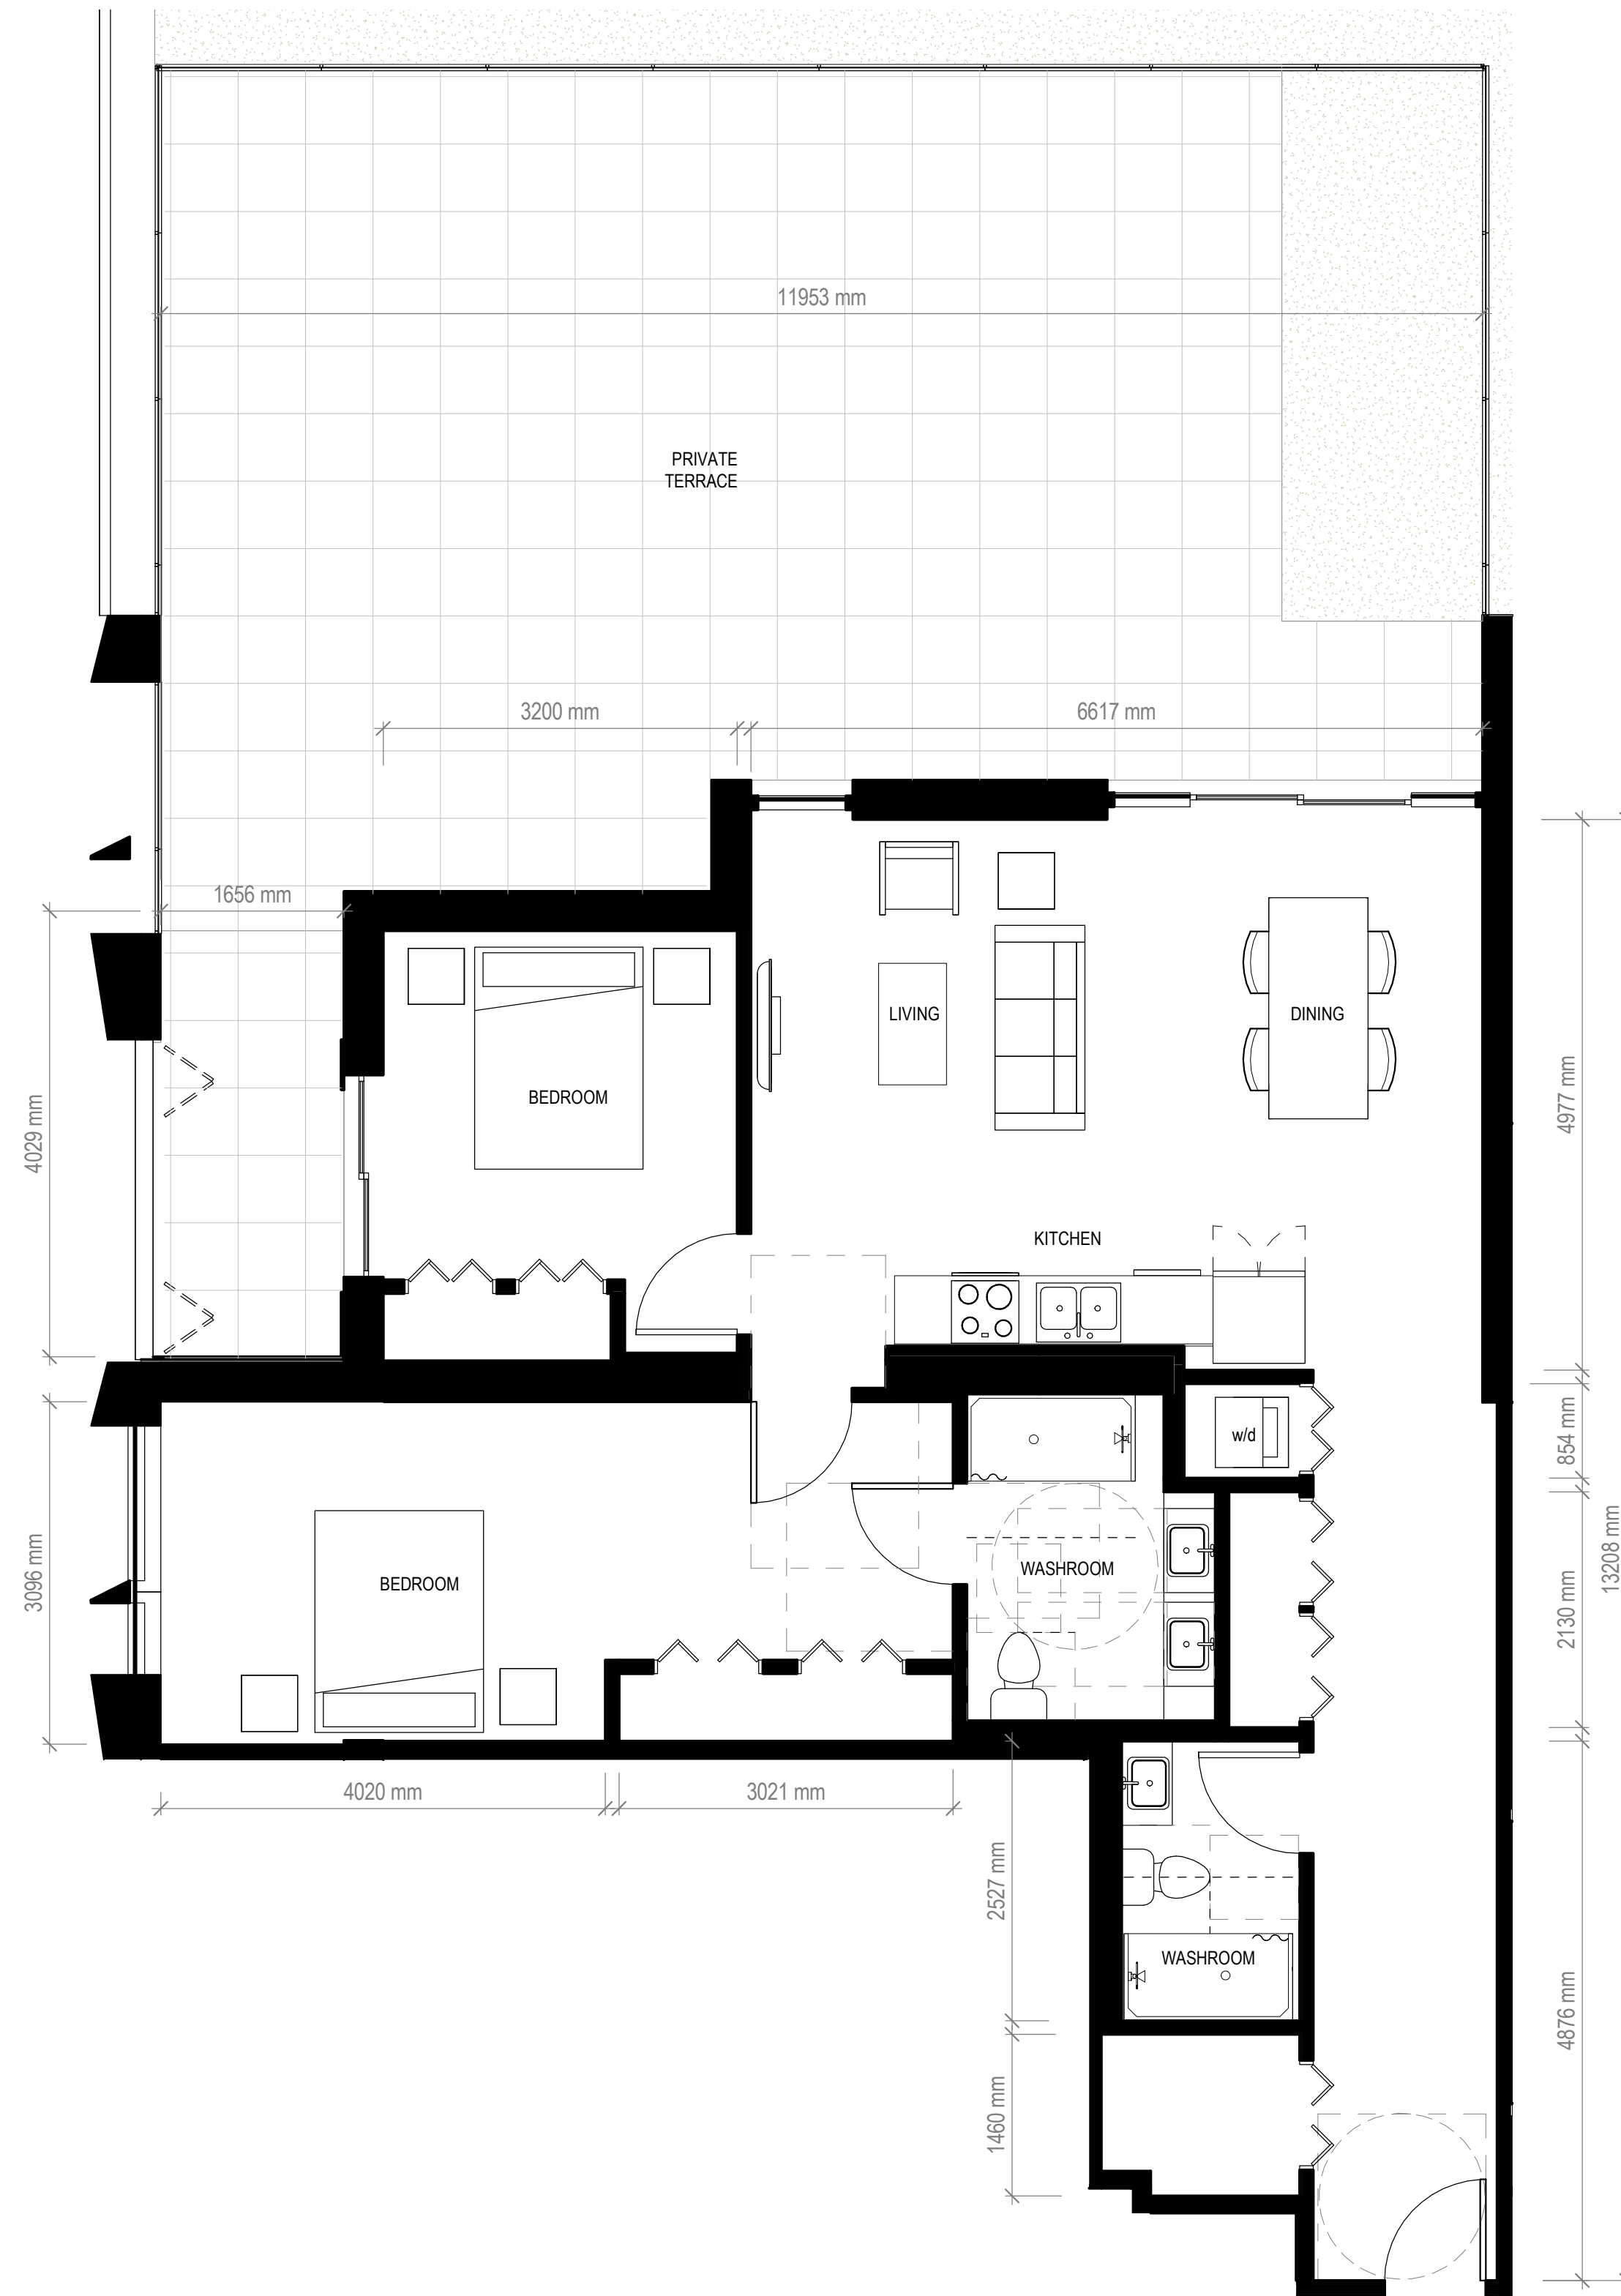 11953 mm
PRIVATE
TERRACE
3200 mm
6617 mm
1656 mm
LIVING
DINING
BEDROOM
4029 mm
4977 mm
KITCHEN
w/d
854 mm
3096 mm
BEDROOM
WASHROOM
13208 mm
2130 mm
4020 mm
3021 mm
2527 mm
WASHROOM
4876 mm
1460 mm